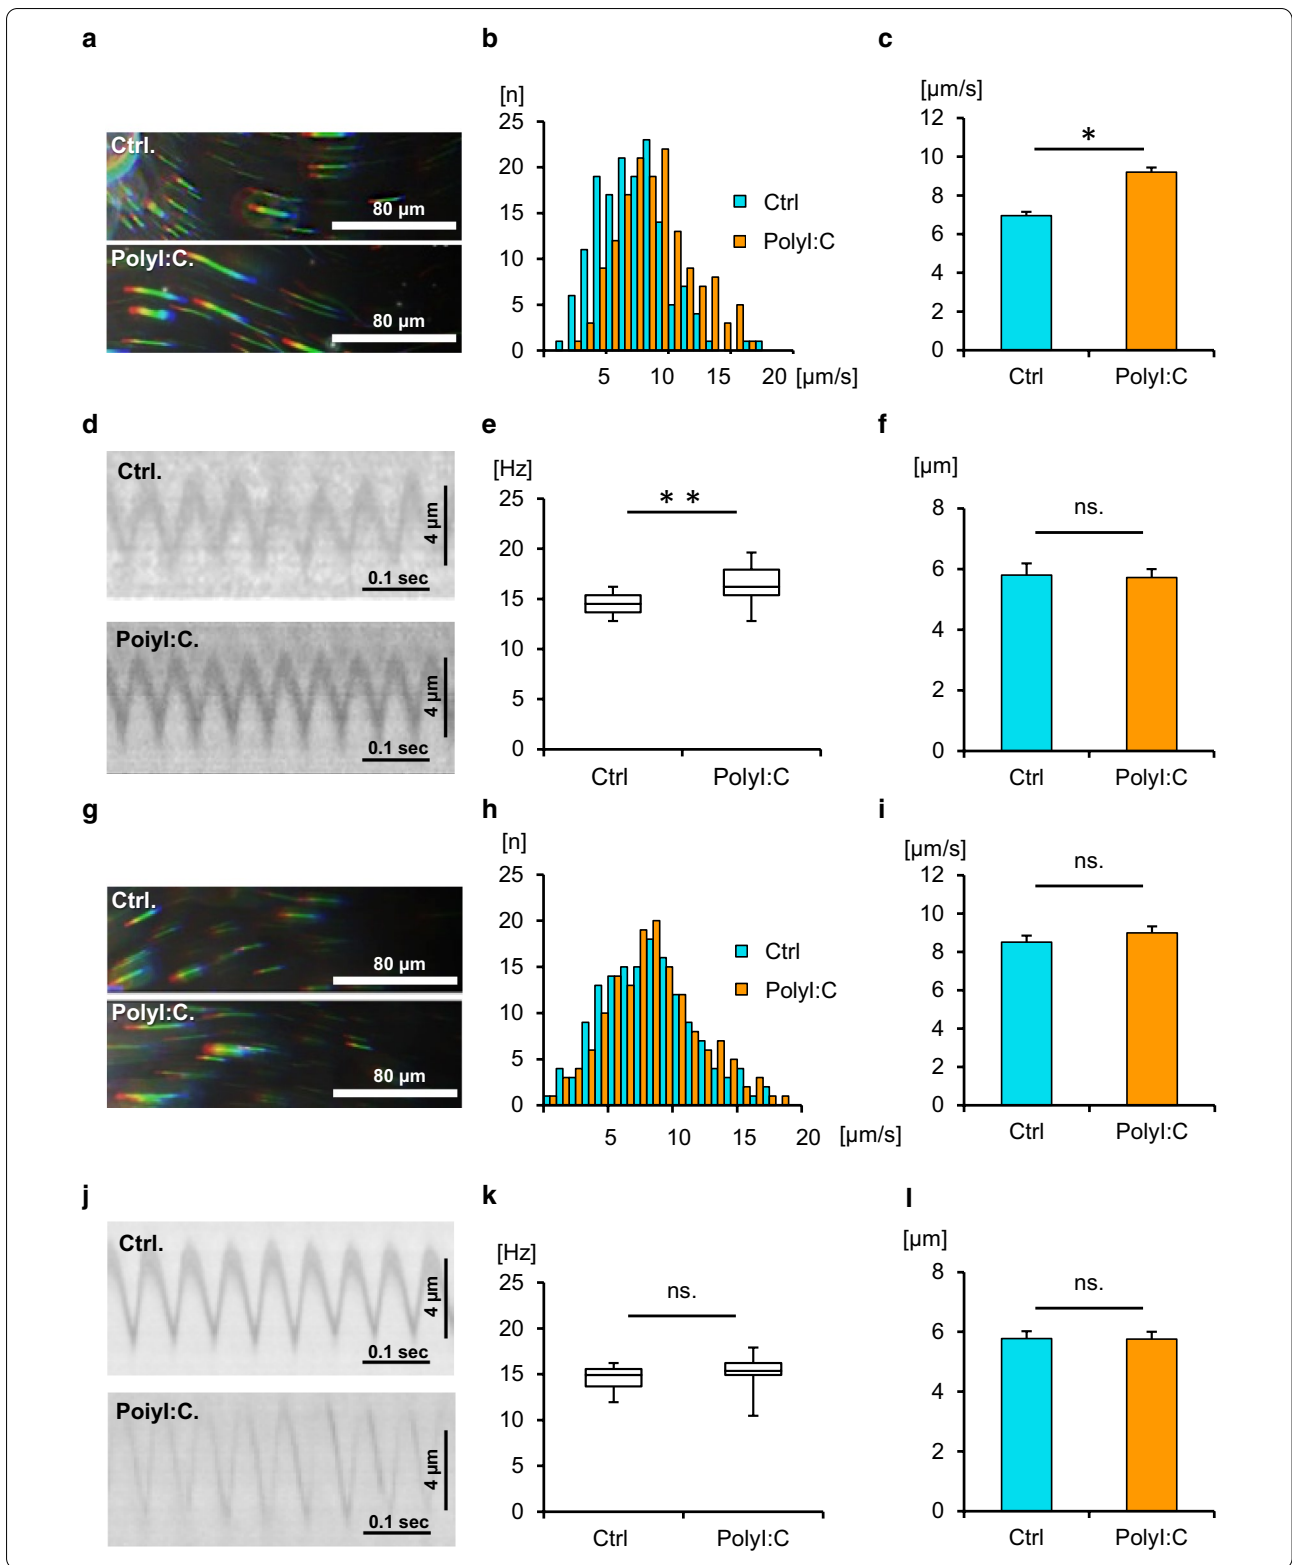 a
Ctrl.
80 µm
PolyI:C.
80 µm
b
[n]
25
20
15
10
5
0
Ctrl
PolyI:C
5 10 15 20 [µm/s]
c
[µm/s]
12
10
8
6
4
2
0
*
Ctrl PolyI:C
d
Ctrl.
4 µm
0.1 sec
PoiyI:C.
4 µm
0.1 sec
e
[Hz]
25
20
15
10
5
0
* *
Ctrl PolyI:C
f
[µm]
8
6
4
2
0
ns.
Ctrl PolyI:C
g
Ctrl.
80 µm
PolyI:C.
80 µm
h
[n]
25
20
15
10
5
0
Ctrl
PolyI:C
5 10 15 20 [µm/s]
i
[µm/s]
12
10
8
6
4
2
0
ns.
Ctrl PolyI:C
j
Ctrl.
4 µm
0.1 sec
PoiyI:C.
4 µm
0.1 sec
k
[Hz]
25
20
15
10
5
0
ns.
Ctrl PolyI:C
l
[µm]
8
6
4
2
0
ns.
Ctrl PolyI:C